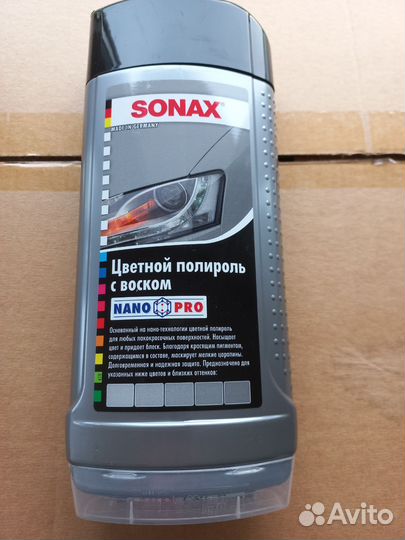 SONAX
MADE IN GERMANY
Цветной полироль
с воском
NANO PRO
Основанный на нано-технологии цветной полироль
для любых лакокрасочных поверхностей. Насыщает
цвет и придает блеск. Благодаря красящим пигментам,
содержащимся в составе, маскирует мелкие царапины.
Долговременная и надежная защита. Предназначено для
указанных ниже цветов и близких оттенков:
Avito